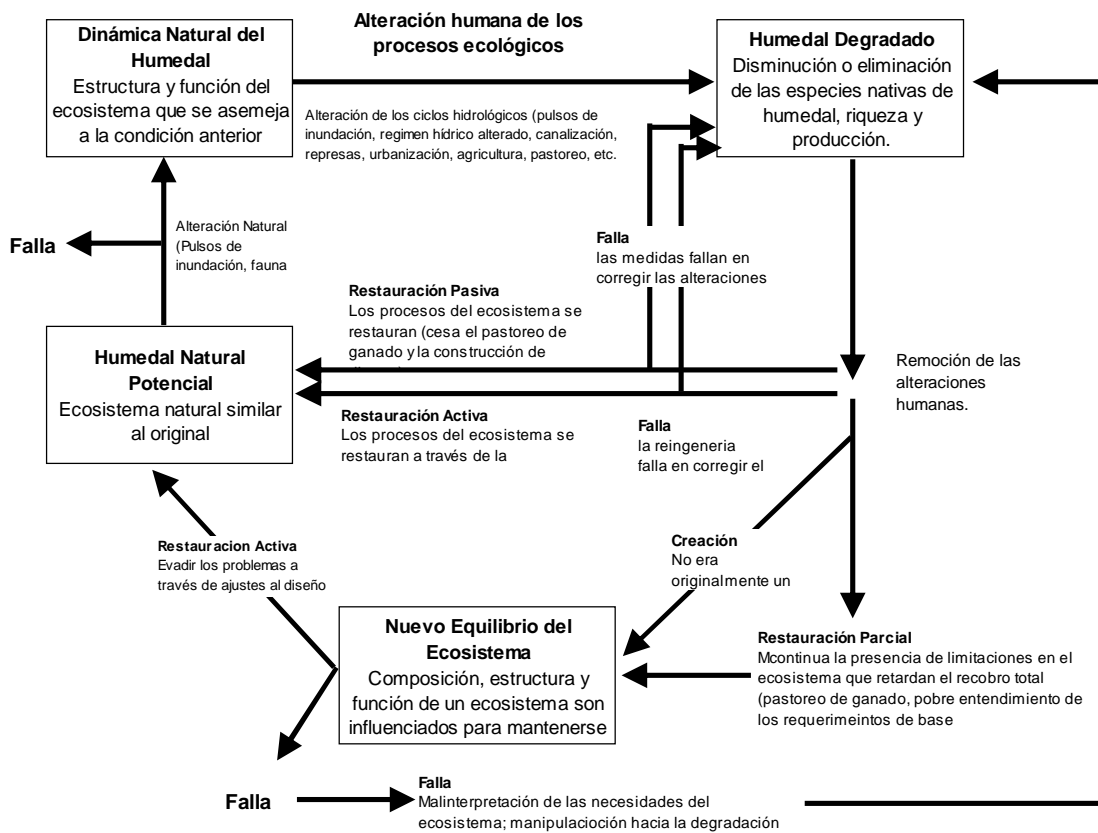 Dinámica Natural del
Humedal
Estructura y función del
ecosistema que se asemeja
a la condición anterior
Alteración humana de los
procesos ecológicos
Alteración de los ciclos hidrológicos (pulsos de
inundación, regimen hídrico alterado, canalización,
represas, urbanización, agricultura, pastoreo, etc.
Humedal Degradado
Disminución o eliminación
de las especies nativas de
humedal, riqueza y
producción.
Falla
Alteración Natural
(Pulsos de
inundación, fauna
Falla
las medidas fallan en
corregir las alteraciones
Restauración Pasiva
Los procesos del ecosistema se
restauran (cesa el pastoreo de
ganado y la construcción de
Humedal Natural
Potencial
Ecosistema natural similar
al original
Remoción de las
alteraciones
humanas.
Restauración Activa
Los procesos del ecosistema se
restauran a través de la
Falla
la reingeneria
falla en corregir el
Restauracion Activa
Evadir los problemas a
través de ajustes al diseño
Creación
No era
originalmente un
Nuevo Equilibrio del
Ecosistema
Composición, estructura y
función de un ecosistema son
influenciados para mantenerse
Restauración Parcial
Mcontinua la presencia de limitaciones en el
ecosistema que retardan el recobro total
(pastoreo de ganado, pobre entendimiento de
los requerimeintos de base
Falla
Falla
Malinterpretación de las necesidades del
ecosistema; manipulacioción hacia la degradación